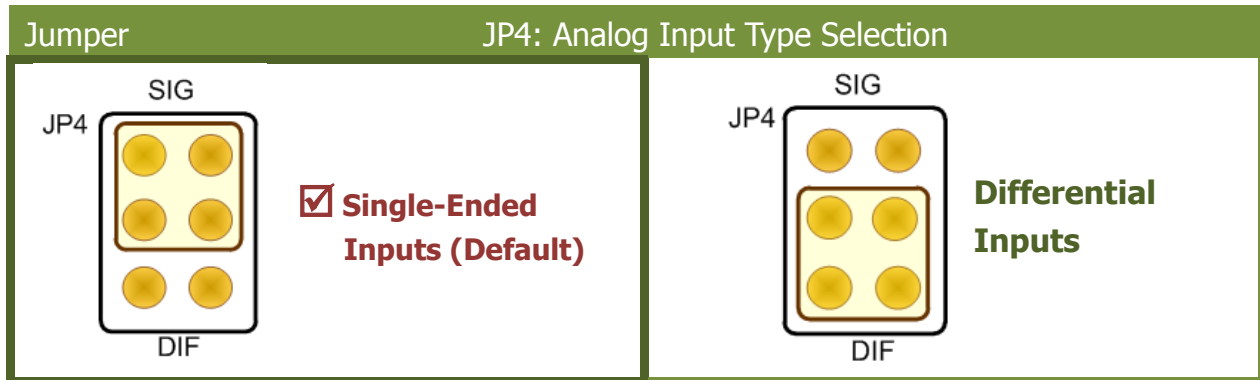 Jumper JP4: Analog Input Type Selection
SIG
JP4
Single-Ended
Inputs (Default)
DIF
SIG
JP4
Differential
Inputs
DIF